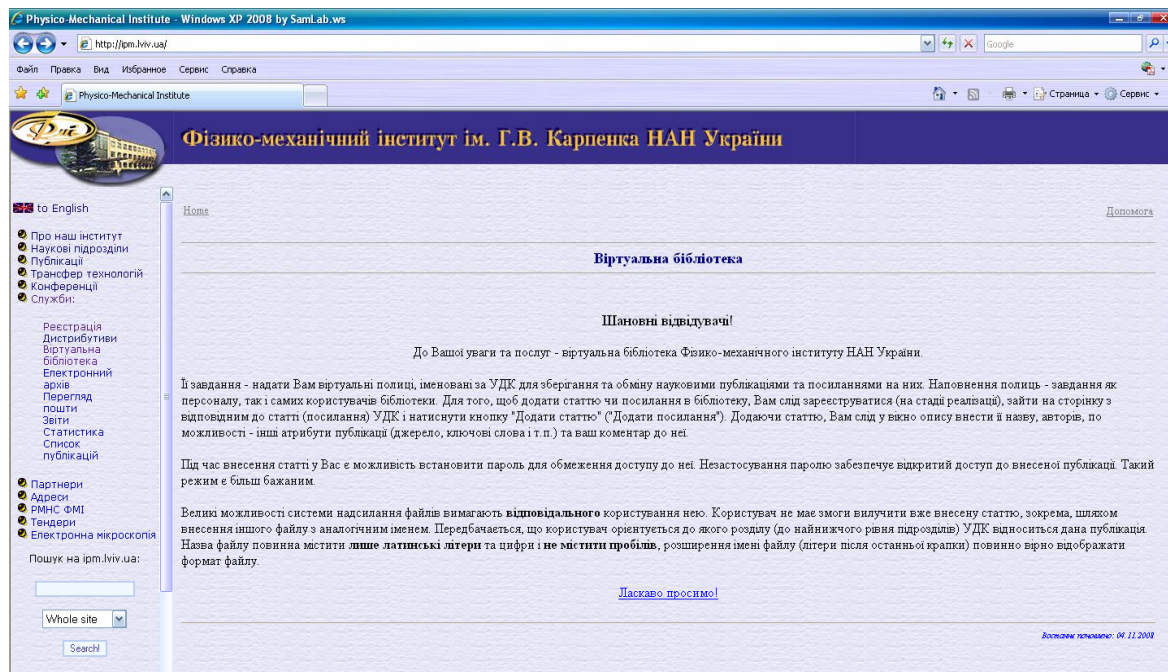 Physico-Mechanical Institute - Windows XP 2008 by SamLab.ws
http://ipm.lviv.ua/
Google
Файл Правка Вид Избранное Сервис Справка
Physico-Mechanical Institute
Страница Сервис
Фізико-механічний інститут ім. Г.В. Карпенка НАН України
to English
Home
Допомога
Про наш інститут
Наукові підрозділи
Публікації
Трансфер технологій
Конференції
Служби:
Реєстрація
Дистрибутиви
Віртуальна
бібліотека
Електронний
архів
Перегляд
пошти
Звіти
Статистика
Список
публікацій
Партнери
Адреси
РМНС ФМІ
Тендери
Електронна мікроскопія
Пошук на ipm.lviv.ua:
Whole site
Search!
Віртуальна бібліотека
Шановні відвідувачі!
До Вашої уваги та послуг - віртуальна бібліотека Фізико-механічного інституту НАН України.
Її завдання - надати Вам віртуальні полиці, іменовані за УДК для зберігання та обміну науковими публікаціями та посиланнями на них. Наповнення полиць - завдання як
персоналу, так і самих користувачів бібліотеки. Для того, щоб додати статтю чи посилання в бібліотеку, Вам слід зареєструватися (на стадії реалізації), зайти на сторінку з
відповідним до статті (посилання) УДК і натиснути кнопку "Додати статтю" ("Додати посилання"). Додаючи статтю, Вам слід у вікно опису внести її назву, авторів, по
можливості - інші атрибути публікації (джерело, ключові слова і т.п.) та ваш коментар до неї.
Під час внесення статті у Вас є можливість встановити пароль для обмеження доступу до неї. Незастосування паролю забезпечує відкритий доступ до внесеної публікації. Такий
режим є більш бажаним.
Великі можливості системи надсилання файлів вимагають відповідального користування нею. Користувач не має змоги вилучити вже внесену статтю, зокрема, шляхом
внесення іншого файлу з аналогічним іменем. Передбачається, що користувач орієнтується до якого розділу (до найнижчого рівня підрозділів) УДК відноситься дана публікація.
Назва файлу повинна містити лише латинські літери та цифри і не містити пробілів, розширення імені файлу (літери після останньої крапки) повинно вірно відображати
формат файлу.
Ласкаво просимо!
Востаннє поновлено: 04.11.2008